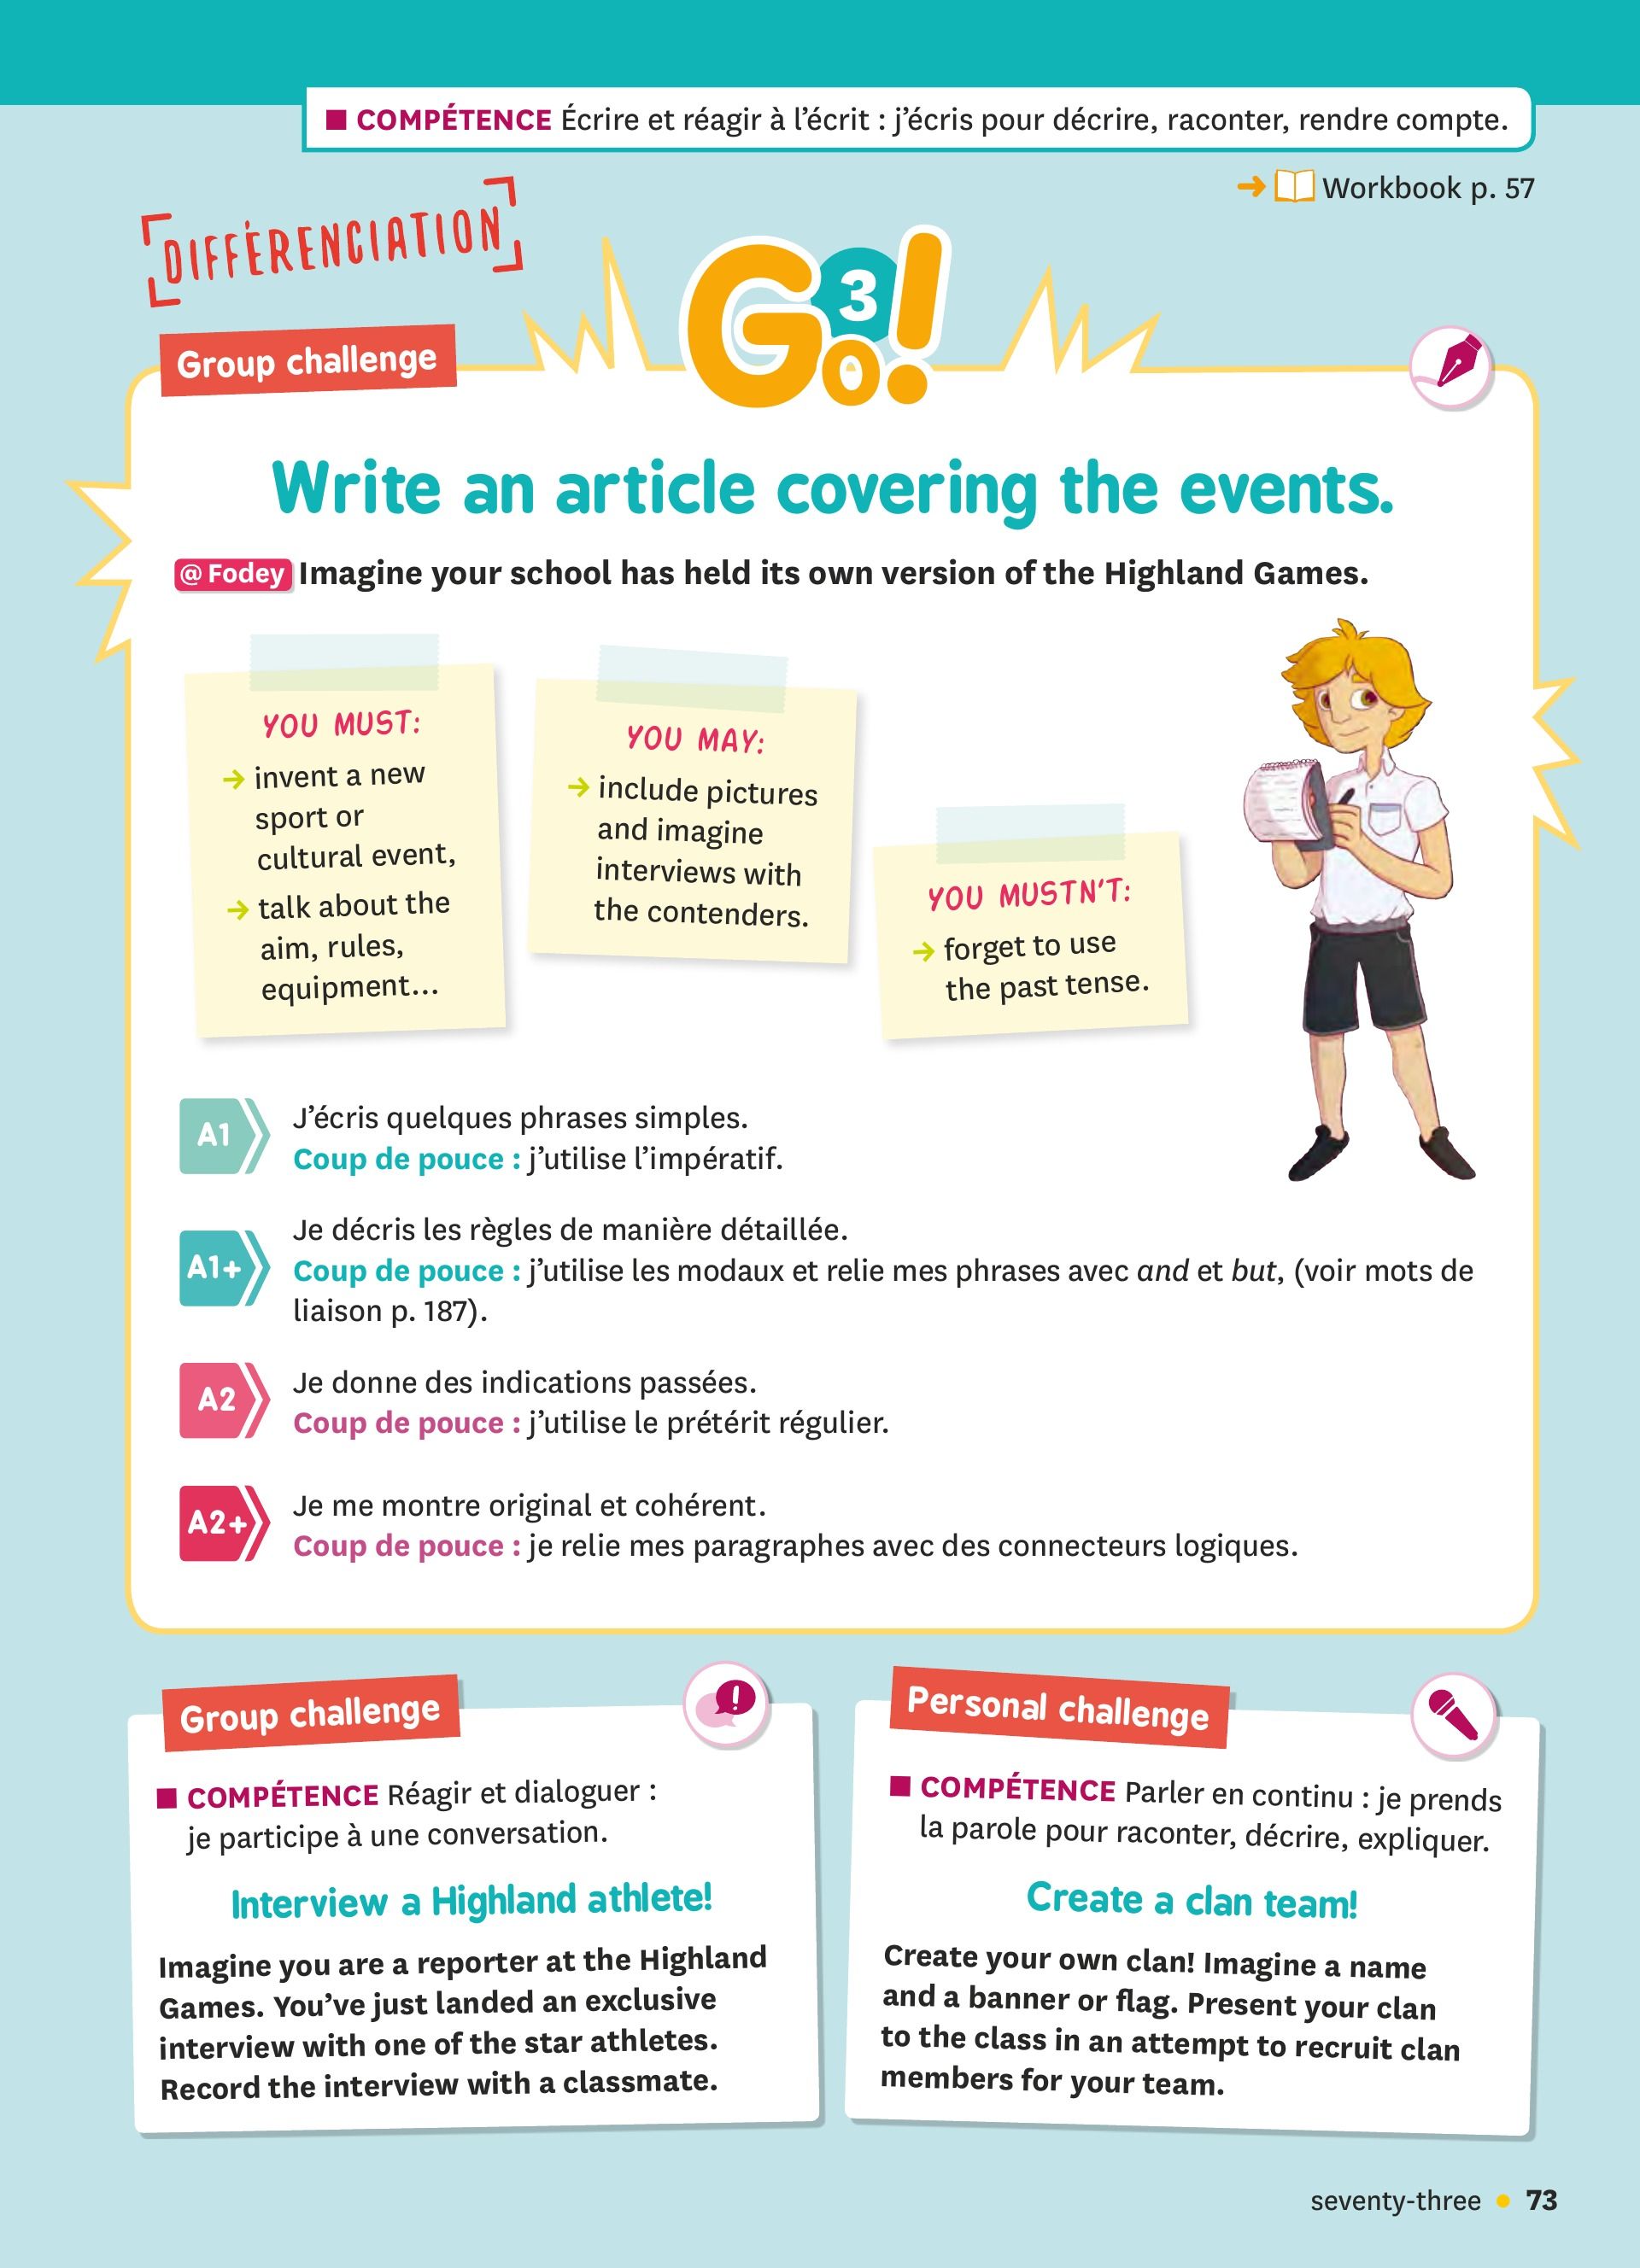 ■ COMPÉTENCE Écrire et réagir à l’écrit : j’écris pour décrire, raconter, rendre compte.
➜ Workbook p. 57
DIFFÉRENCIATION
Go!
3
Group challenge
Write an article covering the events.
@ Fodey Imagine your school has held its own version of the Highland Games.
YOU MUST:
→ invent a new
sport or
cultural event,
→ talk about the
aim, rules,
equipment…
YOU MAY:
→ include pictures
and imagine
interviews with
the contenders.
YOU MUSTN’T:
→ forget to use
the past tense.
A1
J’écris quelques phrases simples.
Coup de pouce : j’utilise l’impératif.
A1+
Je décris les règles de manière détaillée.
Coup de pouce : j’utilise les modaux et relie mes phrases avec and et but, (voir mots de
liaison p. 187).
A2
Je donne des indications passées.
Coup de pouce : j’utilise le prétérit régulier.
A2+
Je me montre original et cohérent.
Coup de pouce : je relie mes paragraphes avec des connecteurs logiques.
Group challenge
■ COMPÉTENCE Réagir et dialoguer :
je participe à une conversation.
Interview a Highland athlete!
Imagine you are a reporter at the Highland
Games. You’ve just landed an exclusive
interview with one of the star athletes.
Record the interview with a classmate.
Personal challenge
■ COMPÉTENCE Parler en continu : je prends
la parole pour raconter, décrire, expliquer.
Create a clan team!
Create your own clan! Imagine a name
and a banner or flag. Present your clan
to the class in an attempt to recruit clan
members for your team.
seventy-three • 73